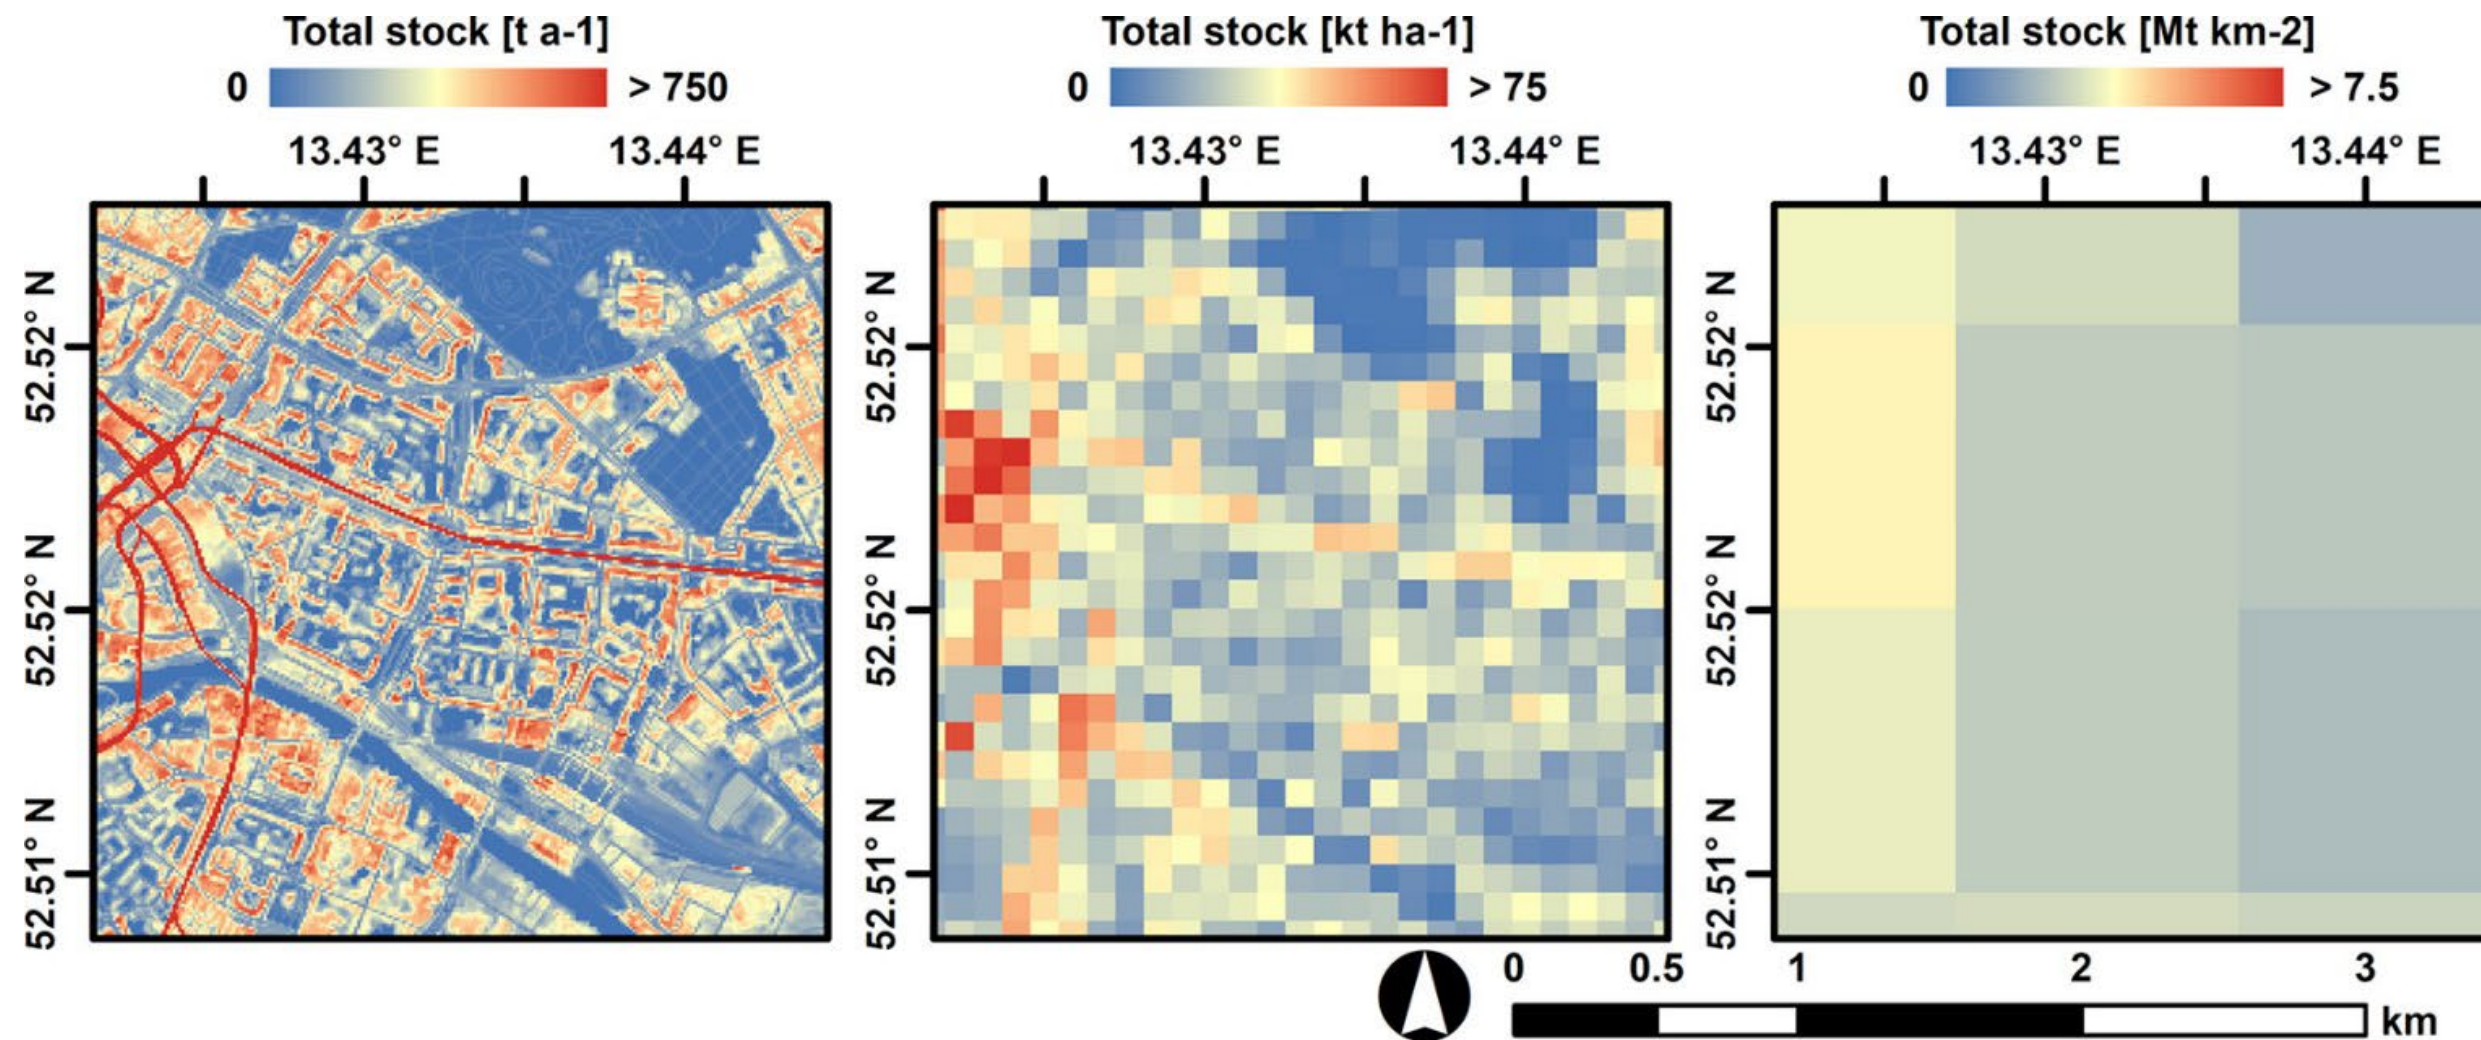 Total stock [t a-1]
0 > 750
13.43° E 13.44° E
52.52° N
52.52° N
52.51° N
Total stock [kt ha-1]
0 > 75
13.43° E 13.44° E
52.52° N
52.52° N
52.51° N
Total stock [Mt km-2]
0 > 7.5
13.43° E 13.44° E
52.52° N
52.52° N
52.51° N
0 0.5 1 2 3
km